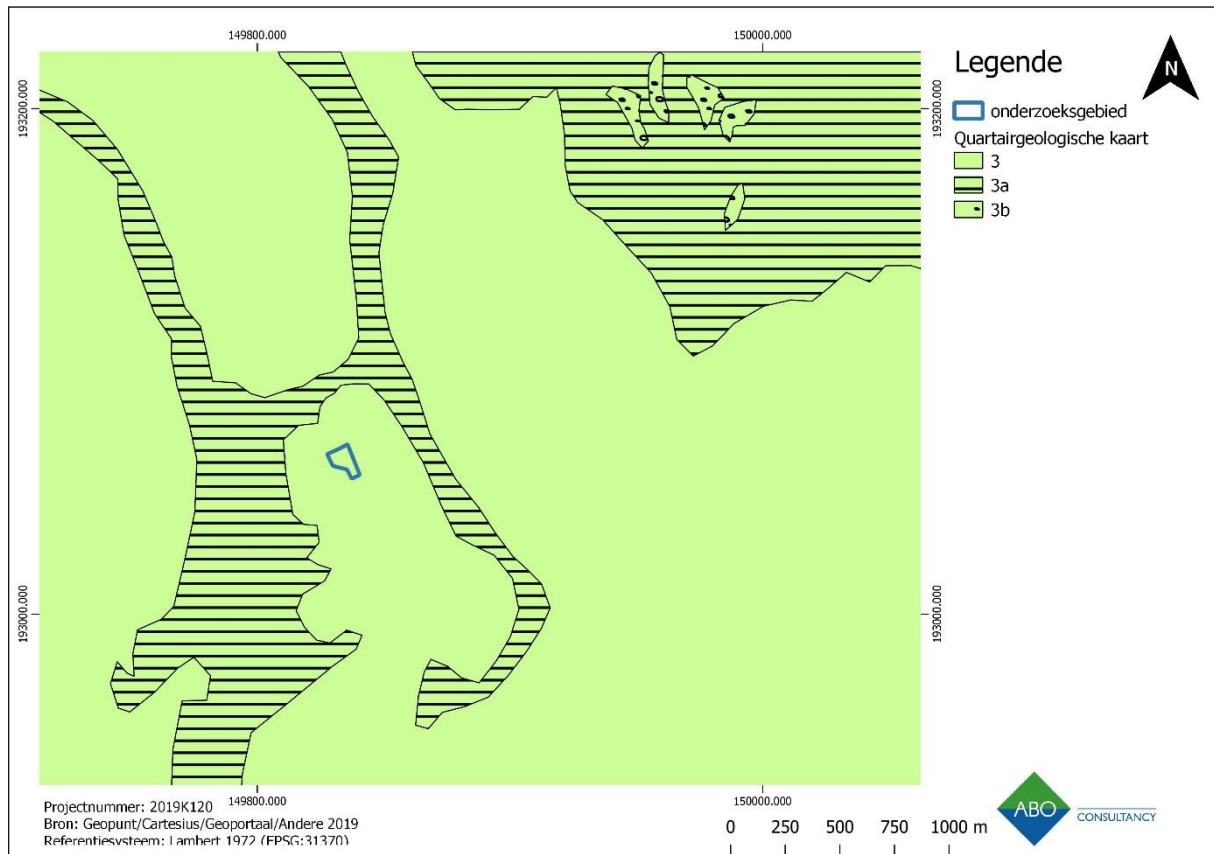 149800.000
150000.000
193200.000
193200.000
193000.000
193000.000
149800.000
150000.000
Legende
N
onderzoeksgebied
Quartairgeologische kaart
3
3a
3b
Projectnummer: 2019K120
Bron: Geopunt/Cartesius/Geoportaal/Andere 2019
Referentiesysteem: Lambert 1972 (EPSG:31370)
0 250 500 750 1000 m
ABO
CONSULTANCY